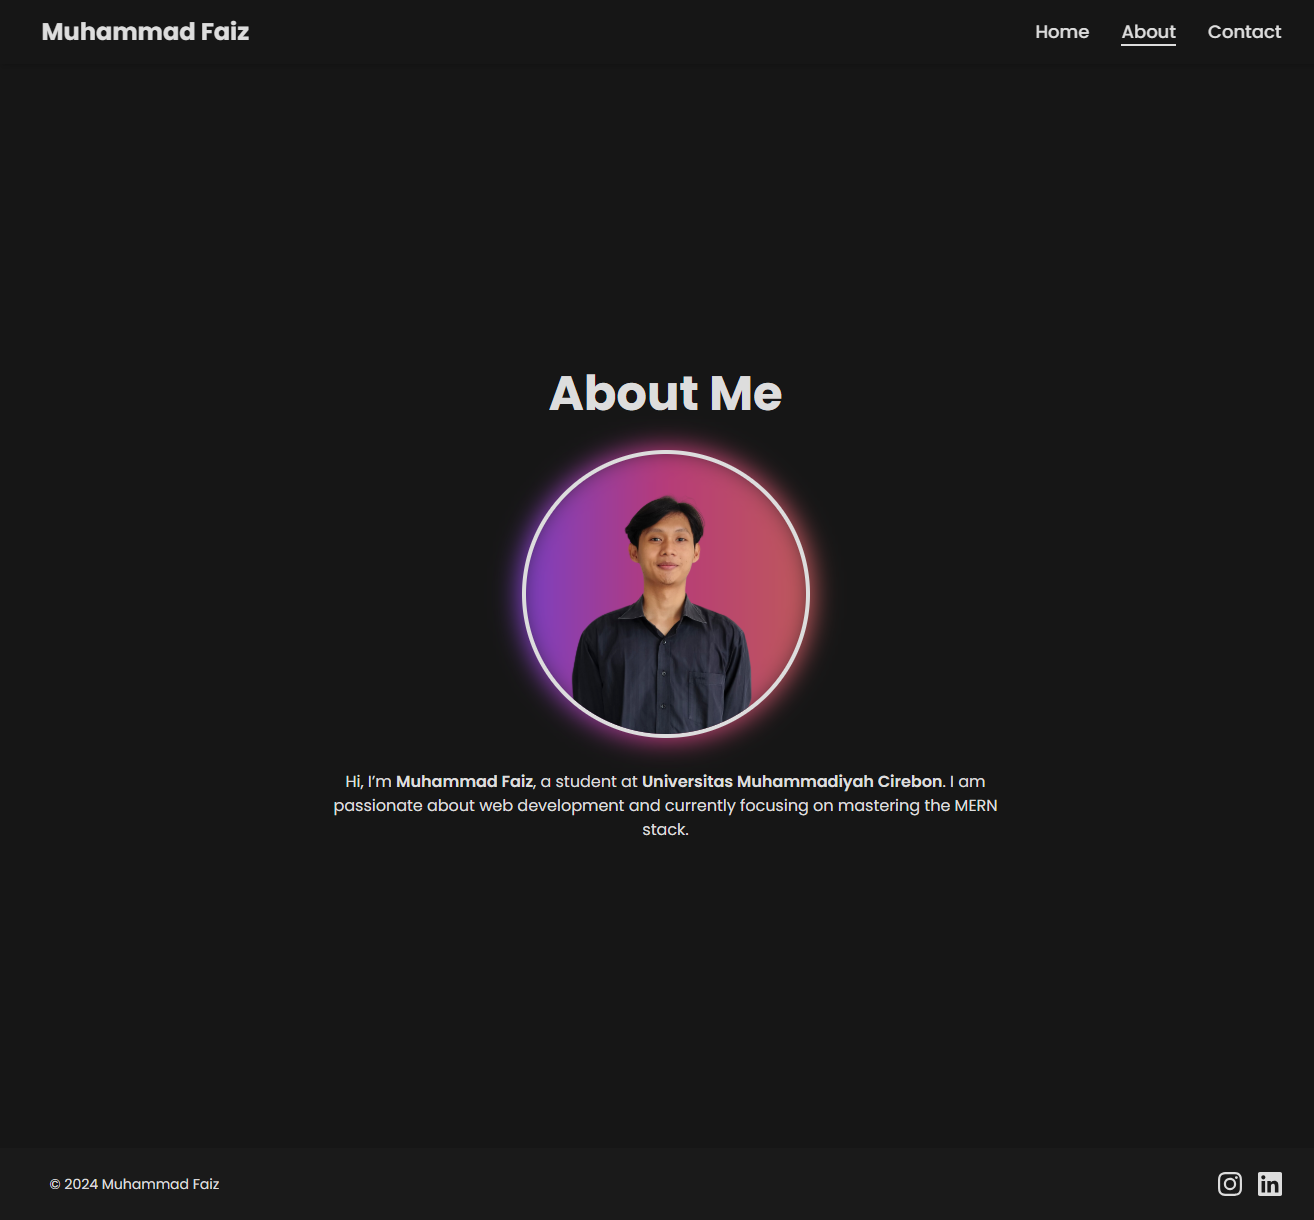 Muhammad Faiz
Home About Contact
About Me
Hi, I’m Muhammad Faiz, a student at Universitas Muhammadiyah Cirebon. I am
passionate about web development and currently focusing on mastering the MERN
stack.
© 2024 Muhammad Faiz
in